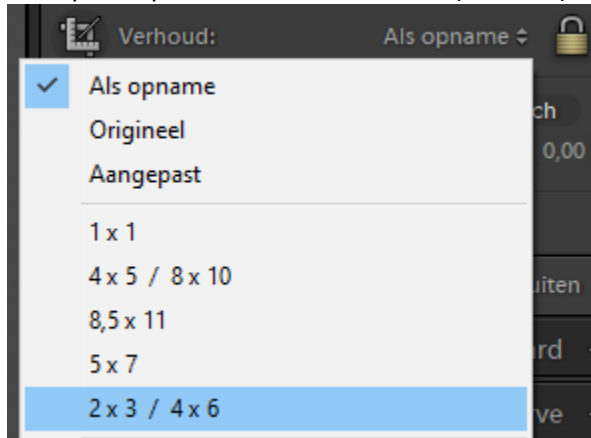 Verhoud: Als opname
Als opname
Origineel
Aangepast
ch
0,00
1 x 1
4 x 5 / 8 x 10
uiten
8,5 x 11
rd
5 x 7
2 x 3 / 4 x 6
ve